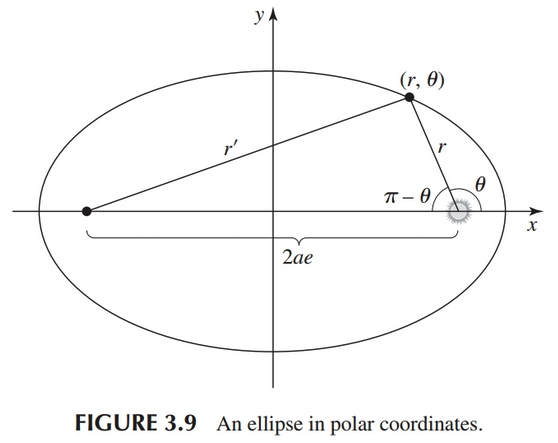 y
(r, θ)
r′
r
π – θ
θ
x
2ae
FIGURE 3.9 An ellipse in polar coordinates.